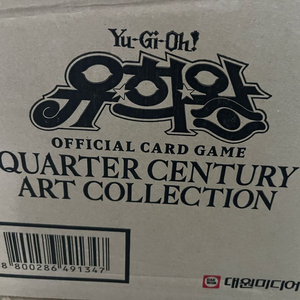 Yu-Gi-Oh!
유희왕
OFFICIAL CARD GAME
QUARTER CENTURY
ART COLLECTION
8 800286 491347
대원미디어